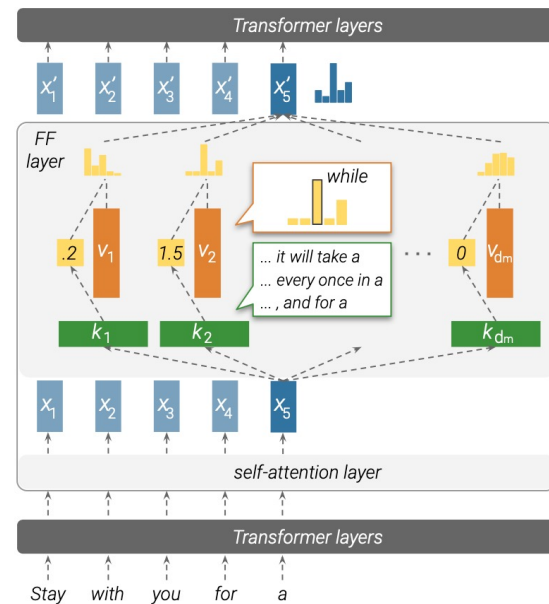 Transformer layers
x′1 x′2 x′3 x′4 x′5
FF
layer
while
.2 v1 1.5 v2 ... it will take a
... every once in a
... , and for a
· · · 0 vdm
k1 k2 kdm
x1 x2 x3 x4 x5
self-attention layer
Transformer layers
Stay with you for a